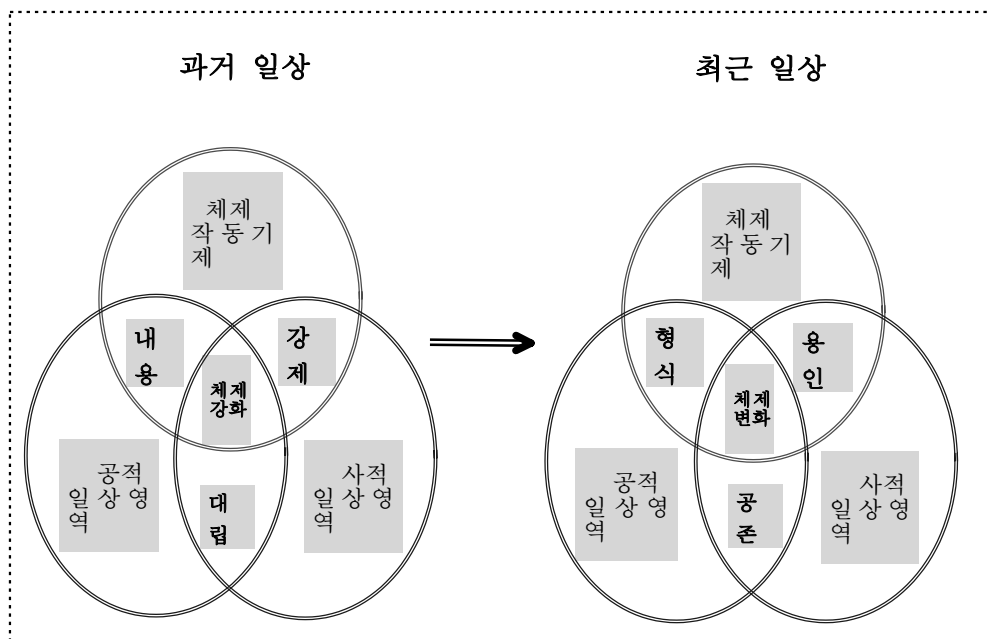 과거 일상
체제
작동기
제
내
용
강
제
체제
강화
공적
일상영
역
사적
일상영
역
대
립
최근 일상
체제
작동기
제
형
식
용
인
체제
변화
공적
일상영
역
사적
일상영
역
공
존